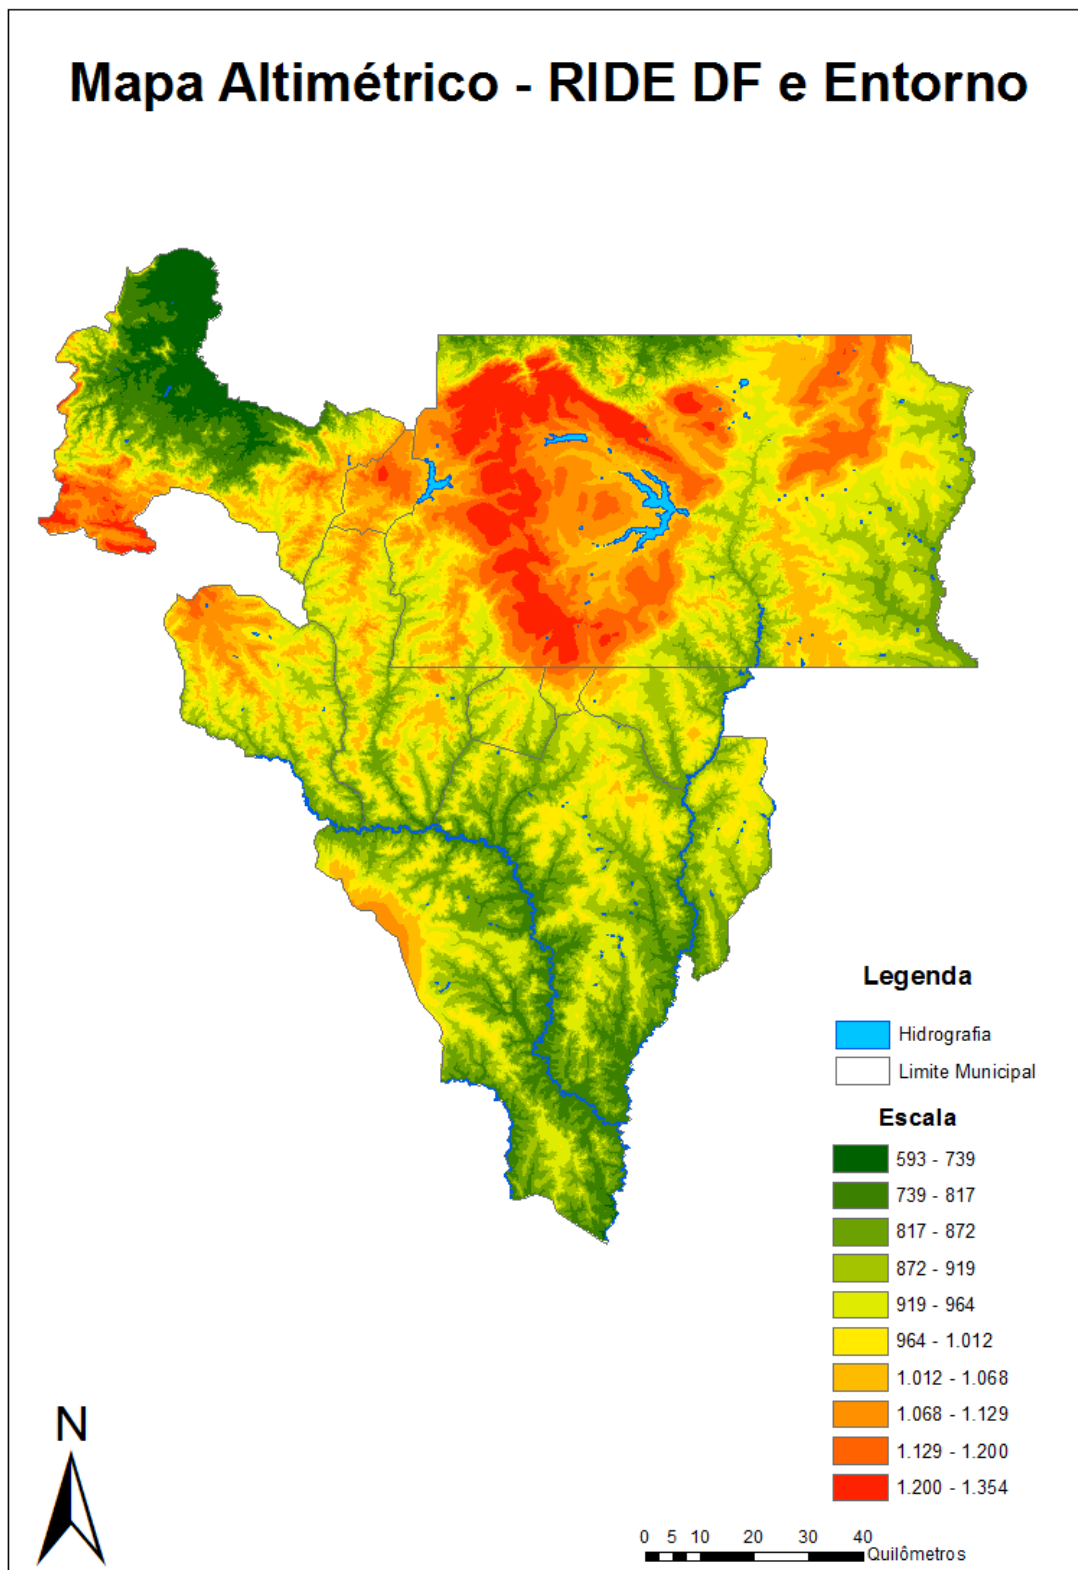 Mapa Altimétrico - RIDE DF e Entorno
Legenda
Hidrografia
Limite Municipal
Escala
593 - 739
739 - 817
817 - 872
872 - 919
919 - 964
964 - 1.012
1.012 - 1.068
1.068 - 1.129
1.129 - 1.200
1.200 - 1.354
N
0 5 10 20 30 40
Quilômetros